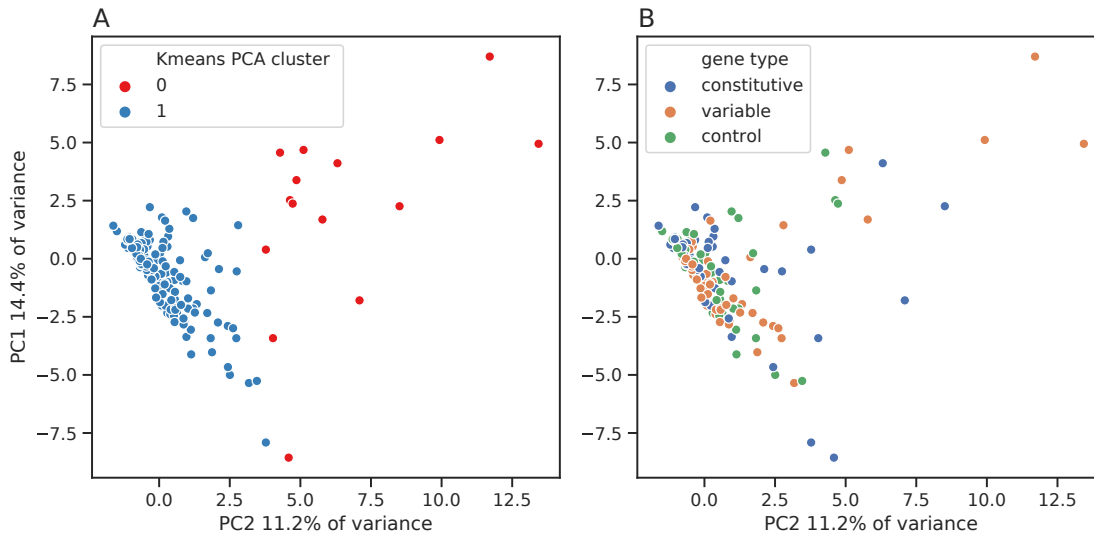 A
Kmeans PCA cluster
0
1
7.5
5.0
2.5
0.0
−2.5
−5.0
−7.5
PC1 14.4% of variance
0.0 2.5 5.0 7.5 10.0 12.5
PC2 11.2% of variance
B
gene type
constitutive
variable
control
7.5
5.0
2.5
0.0
−2.5
−5.0
−7.5
0.0 2.5 5.0 7.5 10.0 12.5
PC2 11.2% of variance